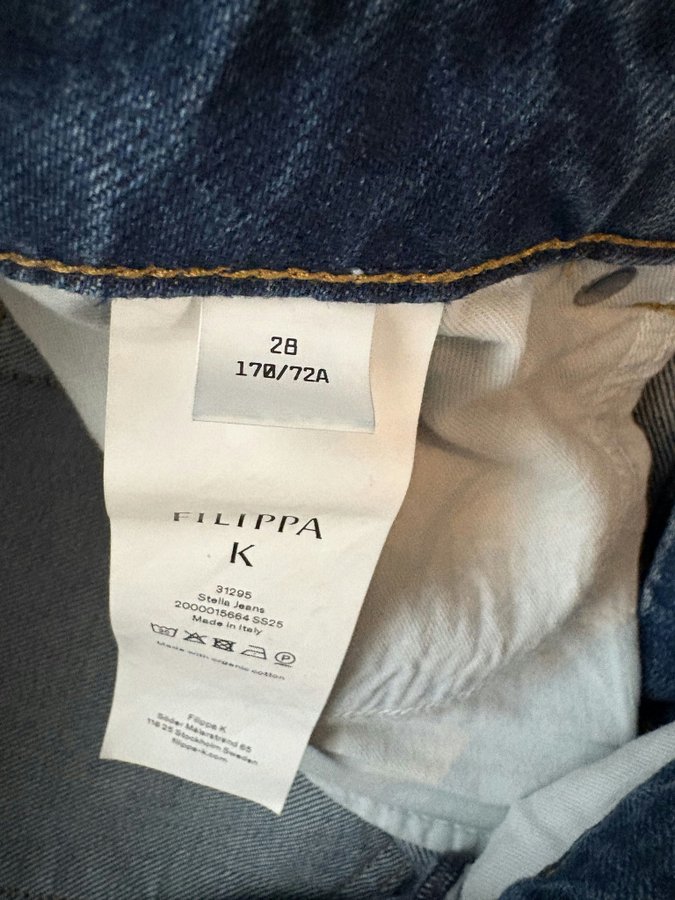 28
170/72A
FILIPPA
K
31295
Stella Jeans
2000015664 SS25
Made in Italy
Made with organic cotton
Filippa K
Söder Mälarstrand 65
118 25 Stockholm Sweden
filippa-k.com